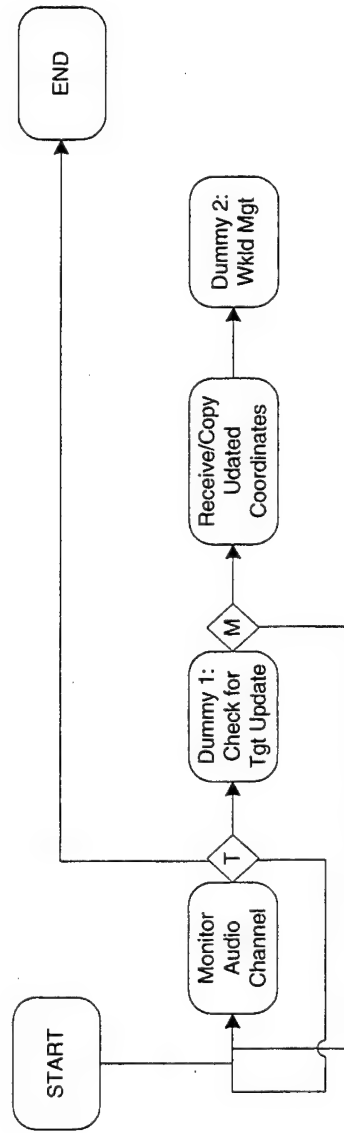 START
Monitor
Audio
Channel
T
Dummy 1:
Check for
Tgt Update
M
Receive/Copy
Udated
Coordinates
Dummy 2:
Wkld Mgt
END